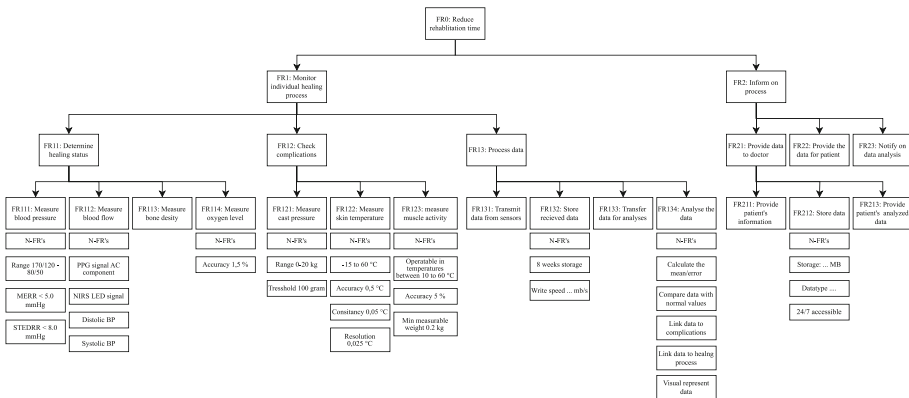 FR0: Reduce
rehabilitation time
FR1: Monitor
individual healing
process
FR2: Inform on
process
FR11: Determine
healing status
FR12: Check
complications
FR13: Process data
FR21: Provide data
to doctor
FR22: Provide the
data for patient
FR23: Notify on
data analysis
FR111: Measure
blood pressure
FR112: Measure
blood flow
FR113: Measure
bone desity
FR114: Measure
oxygen level
FR121: Measure
cast pressure
FR122: Measure
skin temperature
FR123: measure
muscle activity
FR131: Transmit
data from sensors
FR132: Store
recieved data
FR133: Transfer
data for analyses
FR134: Analyse the
data
FR211: Provide
patient's
information
FR212: Store data
FR213: Provide
patient's analyzed
data
N-FR's
Range 170/120 -
80/50
MERR < 5.0
mmHg
STEDRR < 8.0
mmHg
N-FR's
PPG signal AC
component
NIRS LED signal
Distolic BP
Systolic BP
N-FR's
Accuracy 1,5 %
N-FR's
Range 0-20 kg
Tresshold 100 gram
N-FR's
-15 to 60 °C
Accuracy 0,5 °C
Consitancy 0,05 °C
Resolution
0,025 °C
N-FR's
Operatable in
temperatures
between 10 to 60 °C
Accuracy 5 %
Min measurable
weight 0.2 kg
N-FR's
8 weeks storage
Write speed ... mb/s
N-FR's
Calculate the
mean/error
Compare data with
normal values
Link data to
complications
Link data to healng
process
Visual represent
data
N-FR's
Storage: ... MB
Datatype ....
24/7 accessible